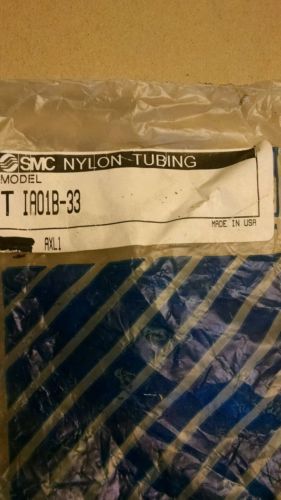 SMC NYLON TUBING
MODEL
T IA01B-33
MADE IN USA
AXL1